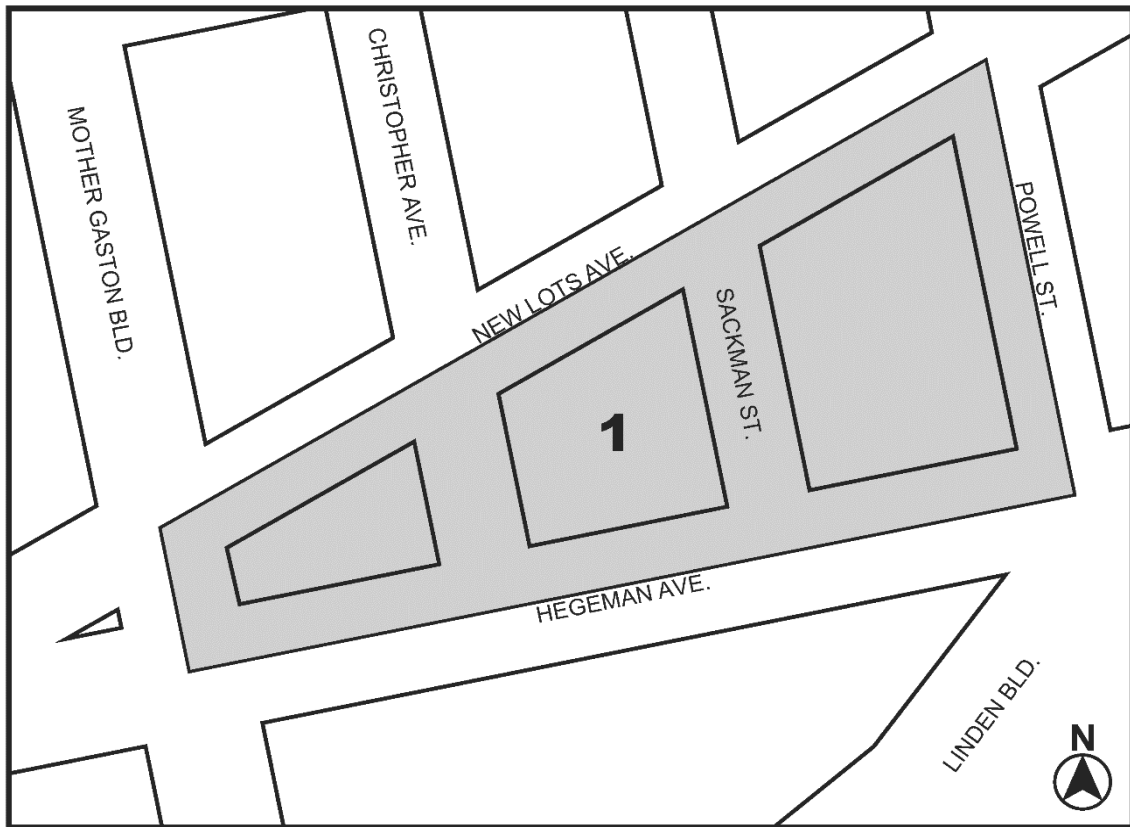 CHRISTOPHER AVE.
MOTHER GASTON BLD.
POWELL ST.
NEW LOTS AVE.
SACKMAN ST.
1
HEGEMAN AVE.
LINDEN BLD.
N